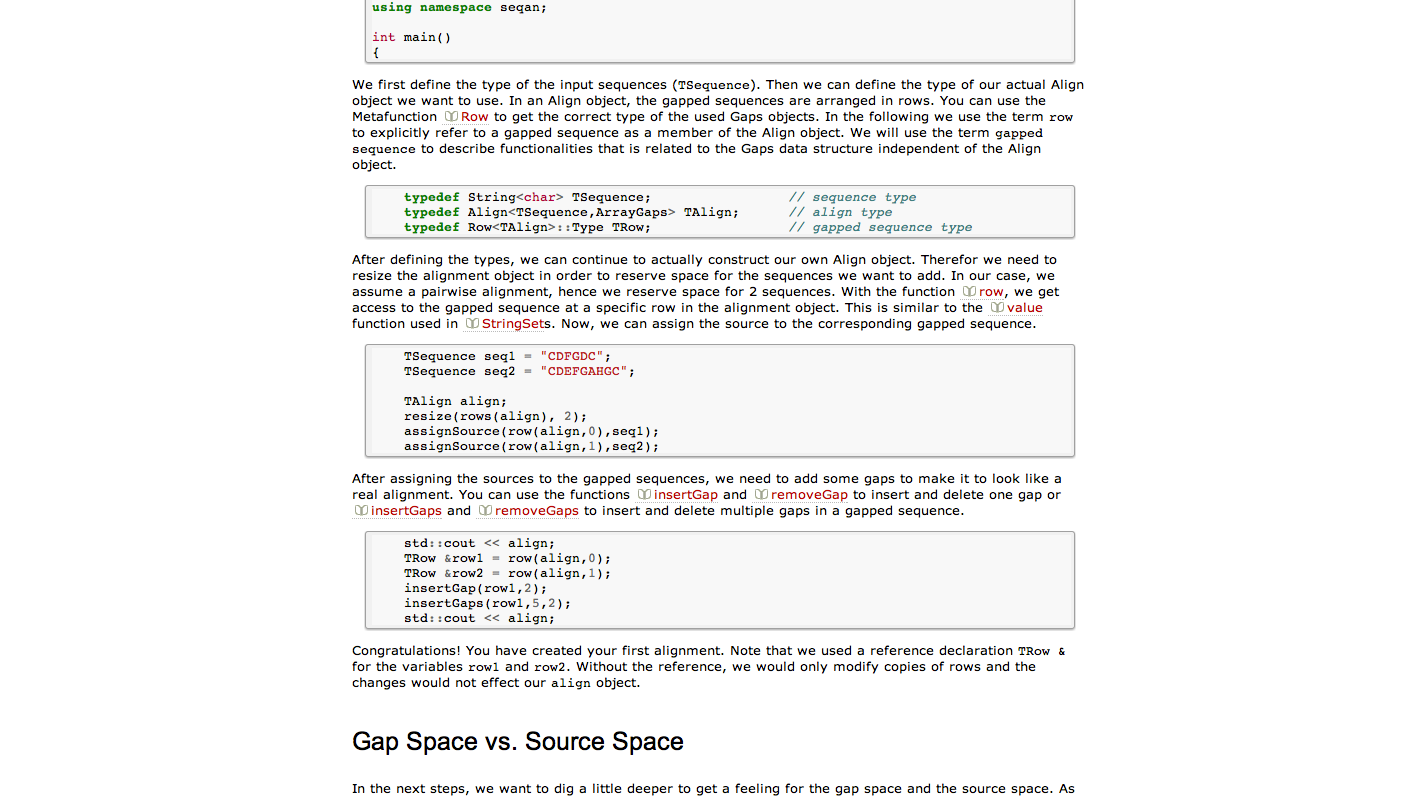 using namespace seqan;
int main()
{
We first define the type of the input sequences (TSequence). Then we can define the type of our actual Align
object we want to use. In an Align object, the gapped sequences are arranged in rows. You can use the
Metafunction Row to get the correct type of the used Gaps objects. In the following we use the term row
to explicitly refer to a gapped sequence as a member of the Align object. We will use the term gapped
sequence to describe functionalities that is related to the Gaps data structure independent of the Align
object.
typedef String<char> TSequence; // sequence type
typedef Align<TSequence,ArrayGaps> TAlign; // align type
typedef Row<TAlign>::Type TRow; // gapped sequence type
After defining the types, we can continue to actually construct our own Align object. Therefor we need to
resize the alignment object in order to reserve space for the sequences we want to add. In our case, we
assume a pairwise alignment, hence we reserve space for 2 sequences. With the function row, we get
access to the gapped sequence at a specific row in the alignment object. This is similar to the value
function used in StringSets. Now, we can assign the source to the corresponding gapped sequence.
TSequence seq1 = "CDFGDC";
TSequence seq2 = "CDEFGAHGC";
TAlign align;
resize(rows(align), 2);
assignSource(row(align,0),seq1);
assignSource(row(align,1),seq2);
After assigning the sources to the gapped sequences, we need to add some gaps to make it to look like a
real alignment. You can use the functions insertGap and removeGap to insert and delete one gap or
insertGaps and removeGaps to insert and delete multiple gaps in a gapped sequence.
std::cout << align;
TRow &row1 = row(align,0);
TRow &row2 = row(align,1);
insertGap(row1,2);
insertGaps(row1,5,2);
std::cout << align;
Congratulations! You have created your first alignment. Note that we used a reference declaration TRow &
for the variables row1 and row2. Without the reference, we would only modify copies of rows and the
changes would not effect our align object.
Gap Space vs. Source Space
In the next steps, we want to dig a little deeper to get a feeling for the gap space and the source space. As